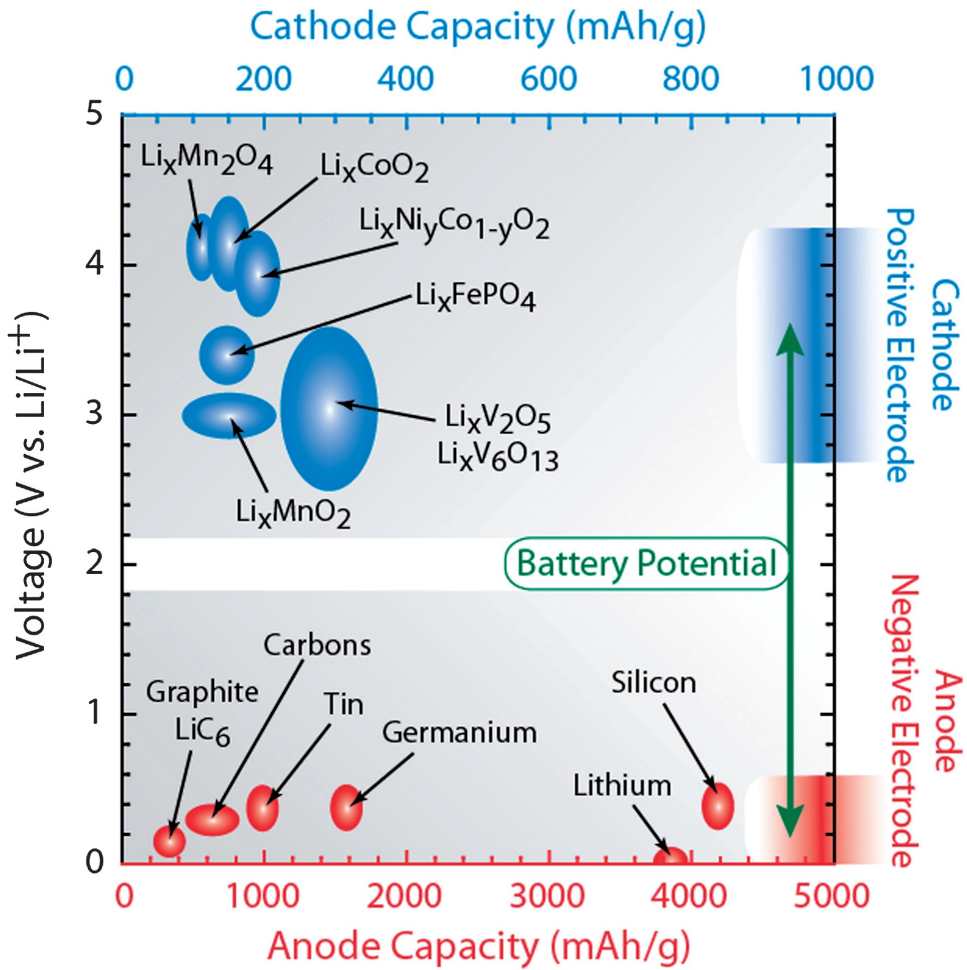 Cathode Capacity (mAh/g)
0 200 400 600 800 1000
5
4
3
2
1
0
Voltage (V vs. Li/Li⁺)
LiₓMn₂O₄
LiₓCoO₂
LiₓNiyCo₁₋yO₂
LiₓFePO₄
LiₓV₂O₅
LiₓV₆O₁₃
LiₓMnO₂
Cathode
Positive Electrode
Battery Potential
Carbons
Graphite
LiC₆
Tin
Germanium
Silicon
Lithium
Anode
Negative Electrode
0 1000 2000 3000 4000 5000
Anode Capacity (mAh/g)